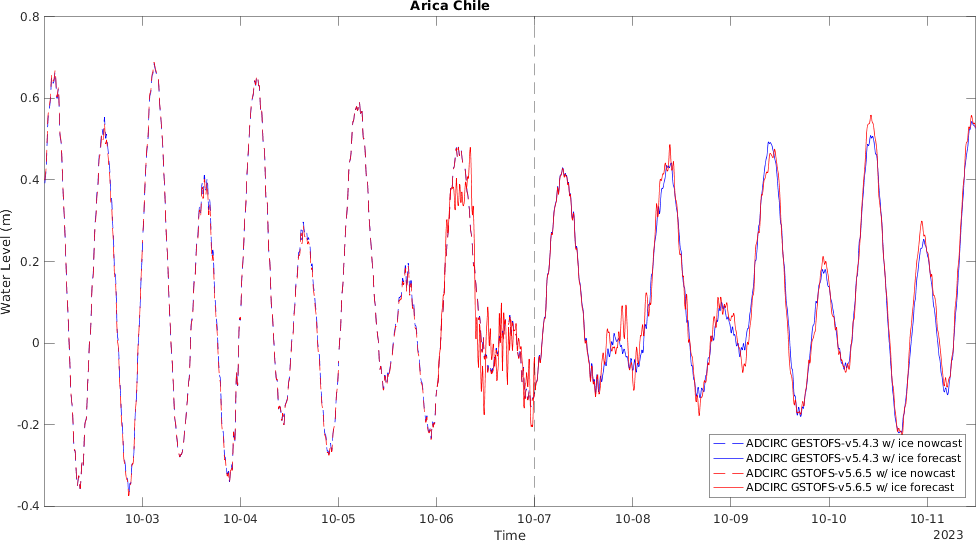 Arica Chile
0.8
0.6
0.4
0.2
0
-0.2
-0.4
Water Level (m)
10-03 10-04 10-05 10-06 10-07 10-08 10-09 10-10 10-11
Time
2023
ADCIRC GESTOFS-v5.4.3 w/ ice nowcast
ADCIRC GESTOFS-v5.4.3 w/ ice forecast
ADCIRC GSTOFS-v5.6.5 w/ ice nowcast
ADCIRC GSTOFS-v5.6.5 w/ ice forecast